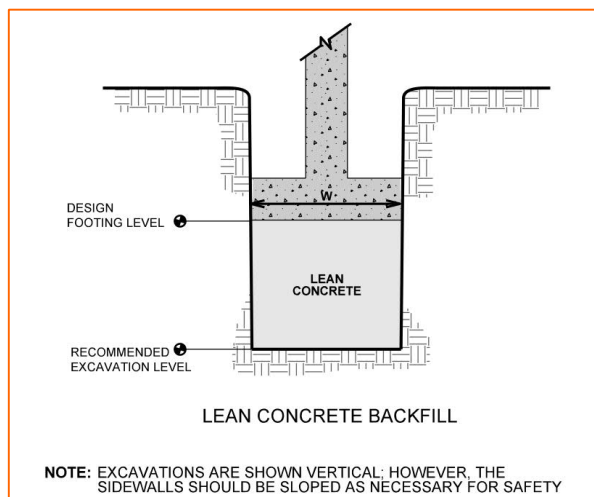 W
DESIGN
FOOTING LEVEL
LEAN
CONCRETE
RECOMMENDED
EXCAVATION LEVEL
LEAN CONCRETE BACKFILL
NOTE: EXCAVATIONS ARE SHOWN VERTICAL; HOWEVER, THE
SIDEWALLS SHOULD BE SLOPED AS NECESSARY FOR SAFETY